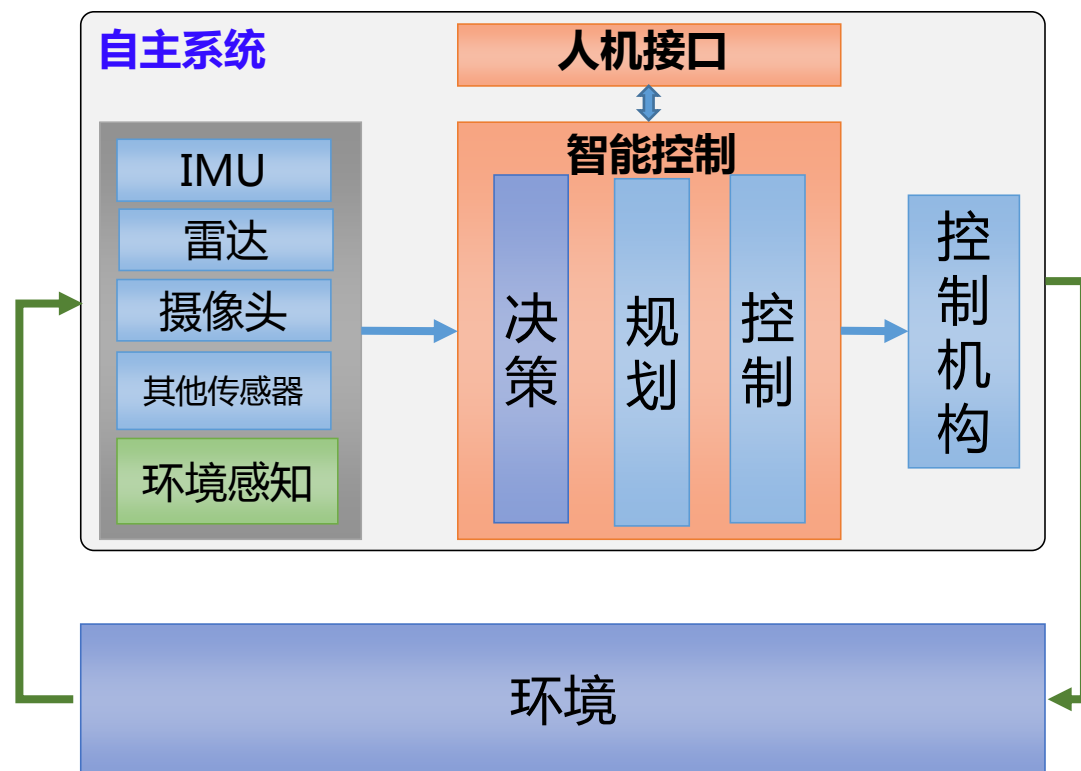 自主系统
人机接口
IMU
雷达
摄像头
其他传感器
环境感知
智能控制
决策
规划
控制
控制机构
环境